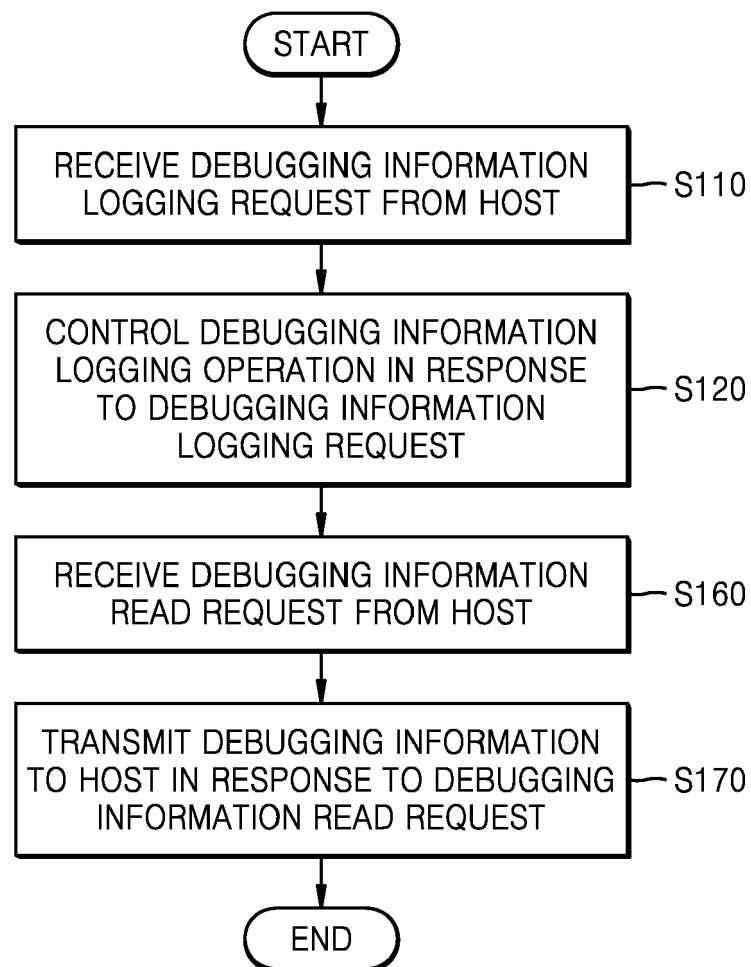 START
RECEIVE DEBUGGING INFORMATION
LOGGING REQUEST FROM HOST
S110
CONTROL DEBUGGING INFORMATION
LOGGING OPERATION IN RESPONSE
TO DEBUGGING INFORMATION
LOGGING REQUEST
S120
RECEIVE DEBUGGING INFORMATION
READ REQUEST FROM HOST
S160
TRANSMIT DEBUGGING INFORMATION
TO HOST IN RESPONSE TO DEBUGGING
INFORMATION READ REQUEST
S170
END